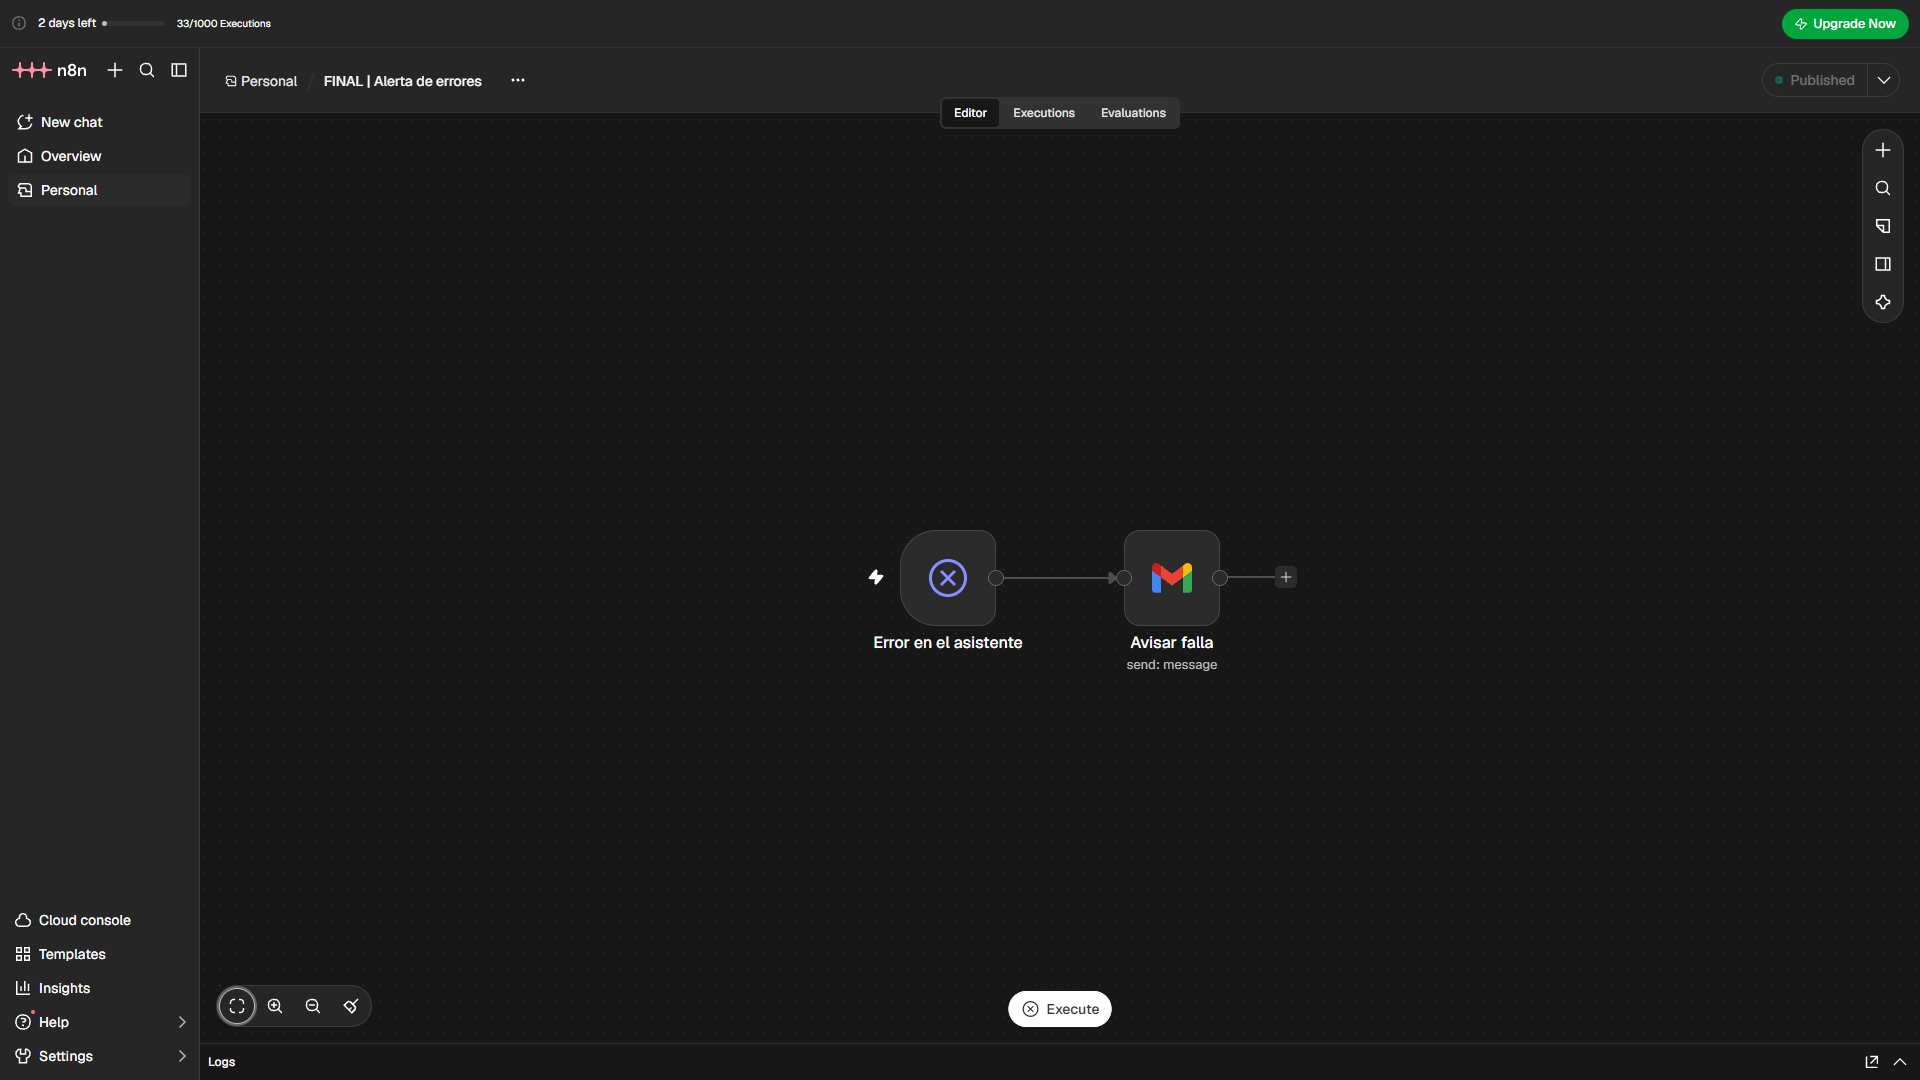 2 days left
33/1000 Executions
Upgrade Now
n8n
Personal / FINAL | Alerta de errores
Published
New chat
Overview
Personal
Editor
Executions
Evaluations
Error en el asistente
Avisar falla
send: message
Cloud console
Templates
Insights
Help
Settings
Execute
Logs